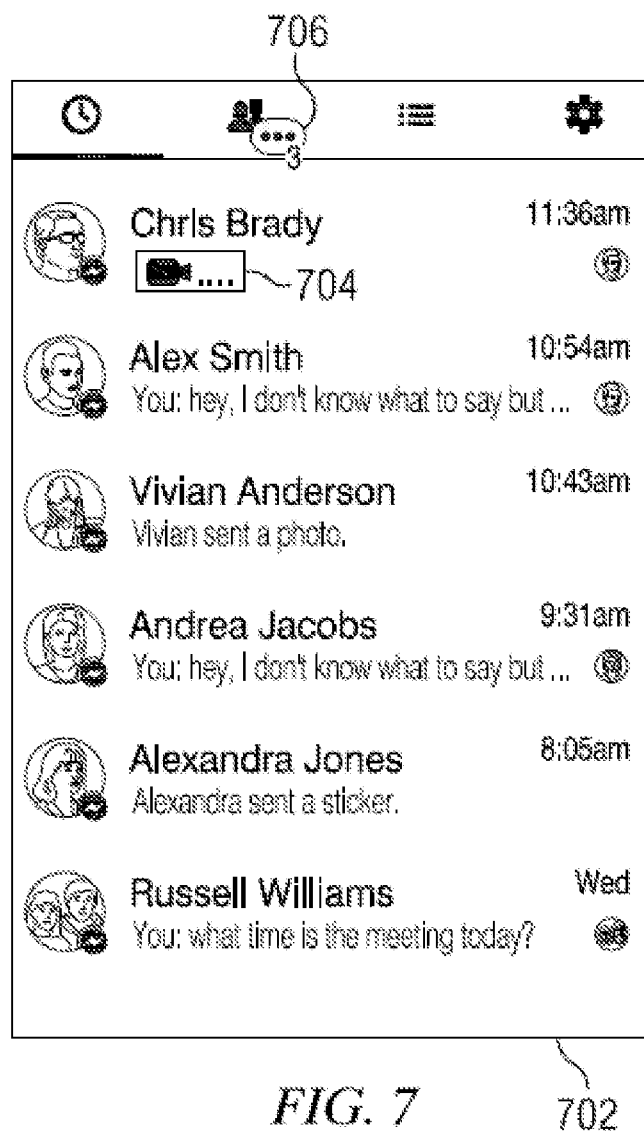 706
3
Chris Brady 11:36am
.... 704
Alex Smith 10:54am
You: hey, I don't know what to say but ...
Vivian Anderson 10:43am
Vivian sent a photo.
Andrea Jacobs 9:31am
You: hey, I don't know what to say but ...
Alexandra Jones 8:05am
Alexandra sent a sticker.
Russell Williams Wed
You: what time is the meeting today?
FIG. 7 702